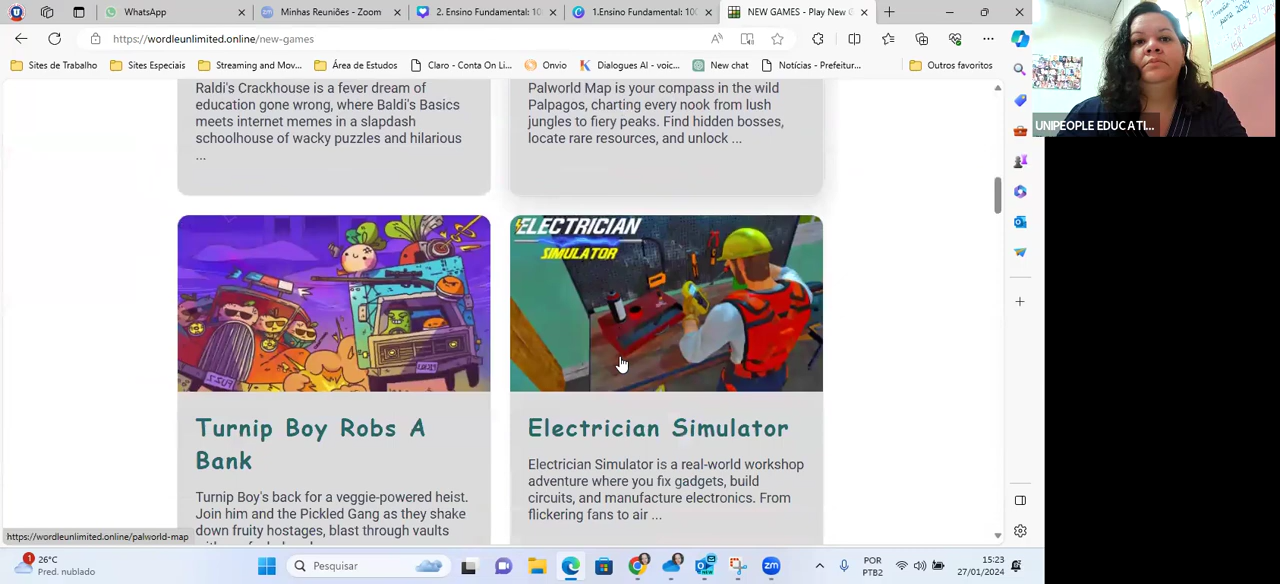 WhatsApp
Minhas Reuniões - Zoom
2. Ensino Fundamental: 10
1.Ensino Fundamental: 100
NEW GAMES - Play New G
https://wordleunlimited.online/new-games
Sites de Trabalho
Sites Especiais
Streaming and Mov...
Área de Estudos
Claro - Conta On Li...
Onvio
Dialogues AI - voic...
New chat
Notícias - Prefeitur...
Outros favoritos
Raldi's Crackhouse is a fever dream of
education gone wrong, where Baldi's Basics
meets internet memes in a slapdash
schoolhouse of wacky puzzles and hilarious
...
Palworld Map is your compass in the wild
Palpagos, charting every nook from lush
jungles to fiery peaks. Find hidden bosses,
locate rare resources, and unlock ...
ELECTRICIAN
SIMULATOR
Turnip Boy Robs A
Bank
Turnip Boy's back for a veggie-powered heist.
Join him and the Pickled Gang as they shake
down fruity hostages, blast through vaults
Electrician Simulator
Electrician Simulator is a real-world workshop
adventure where you fix gadgets, build
circuits, and manufacture electronics. From
flickering fans to air ...
https://wordleunlimited.online/palworld-map
UNIPEOPLE EDUCATI...
1
26°C
Pred. nublado
Pesquisar
POR
PTB2
15:23
27/01/2024